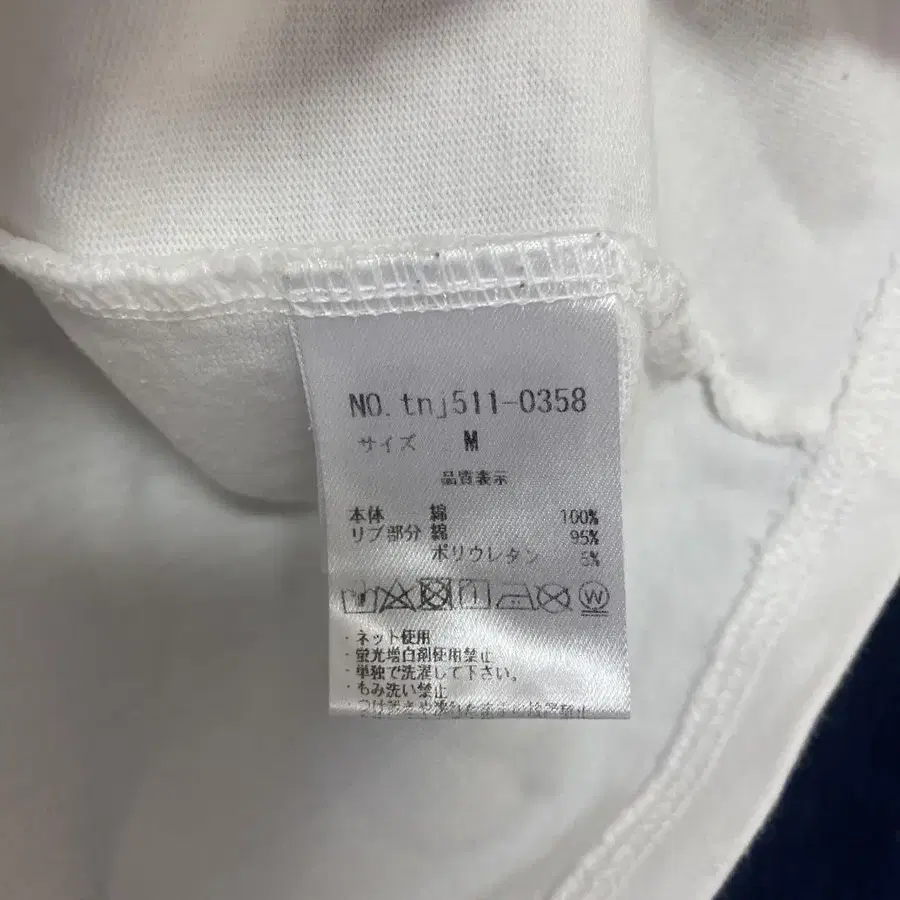 NO. tnj511-0358
サイズ M
品質表示
本体 綿 100%
リブ部分 綿 95%
ポリウレタン 5%
W
・ネット使用
・蛍光増白剤使用禁止
・単独で洗濯して下さい。
・もみ洗い禁止